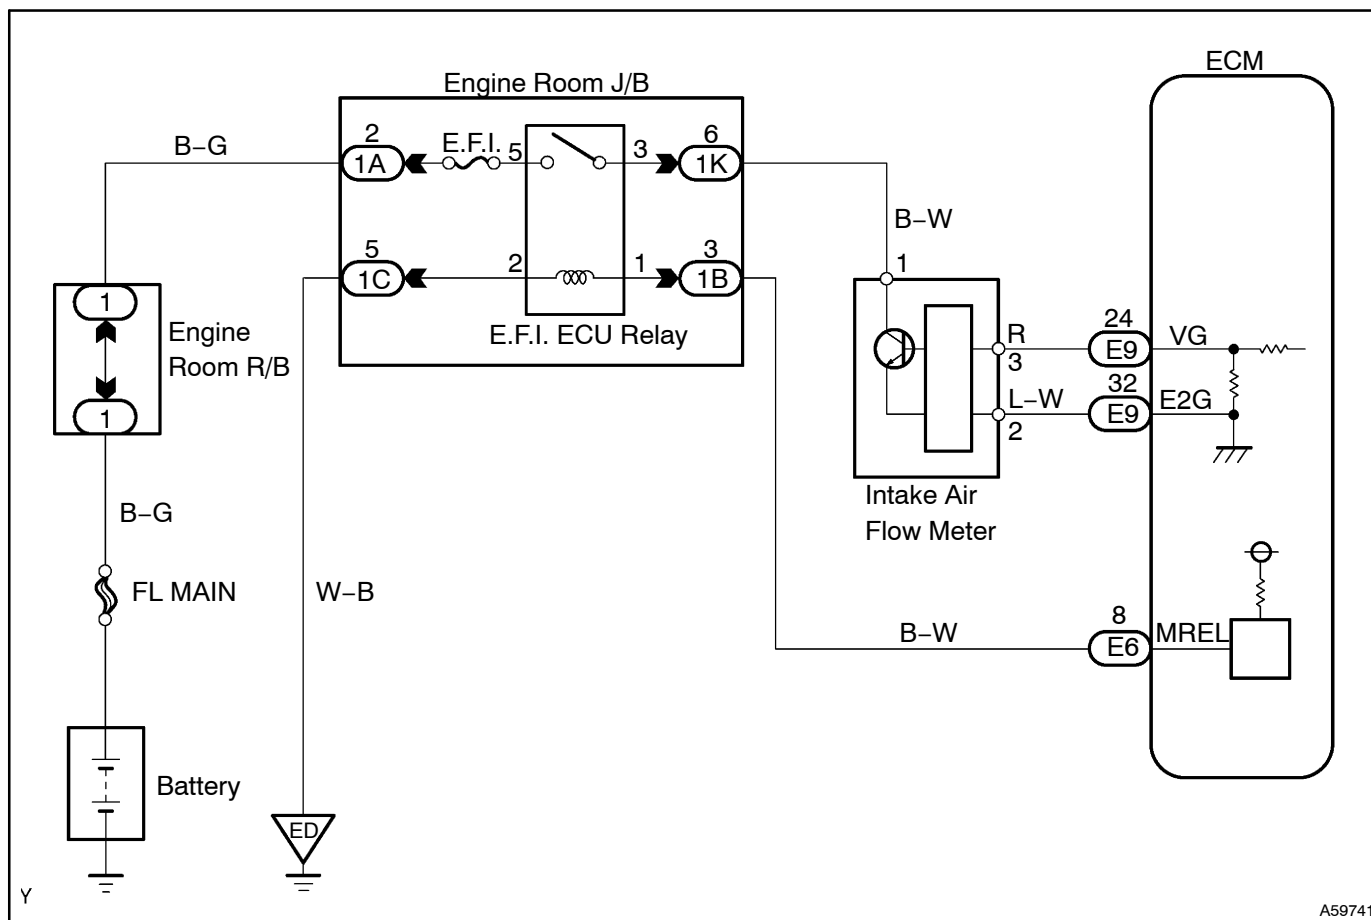 ECM
Engine Room J/B
B−G
2
1A
E.F.I.
5
3
6
1K
B−W
5
1C
2
1
3
1B
E.F.I. ECU Relay
1
1
Engine
Room R/B
1
R
3
24
E9
VG
L−W
2
32
E9
E2G
Intake Air
Flow Meter
B−G
FL MAIN
W−B
B−W
8
E6
MREL
Battery
ED
Y
A59741